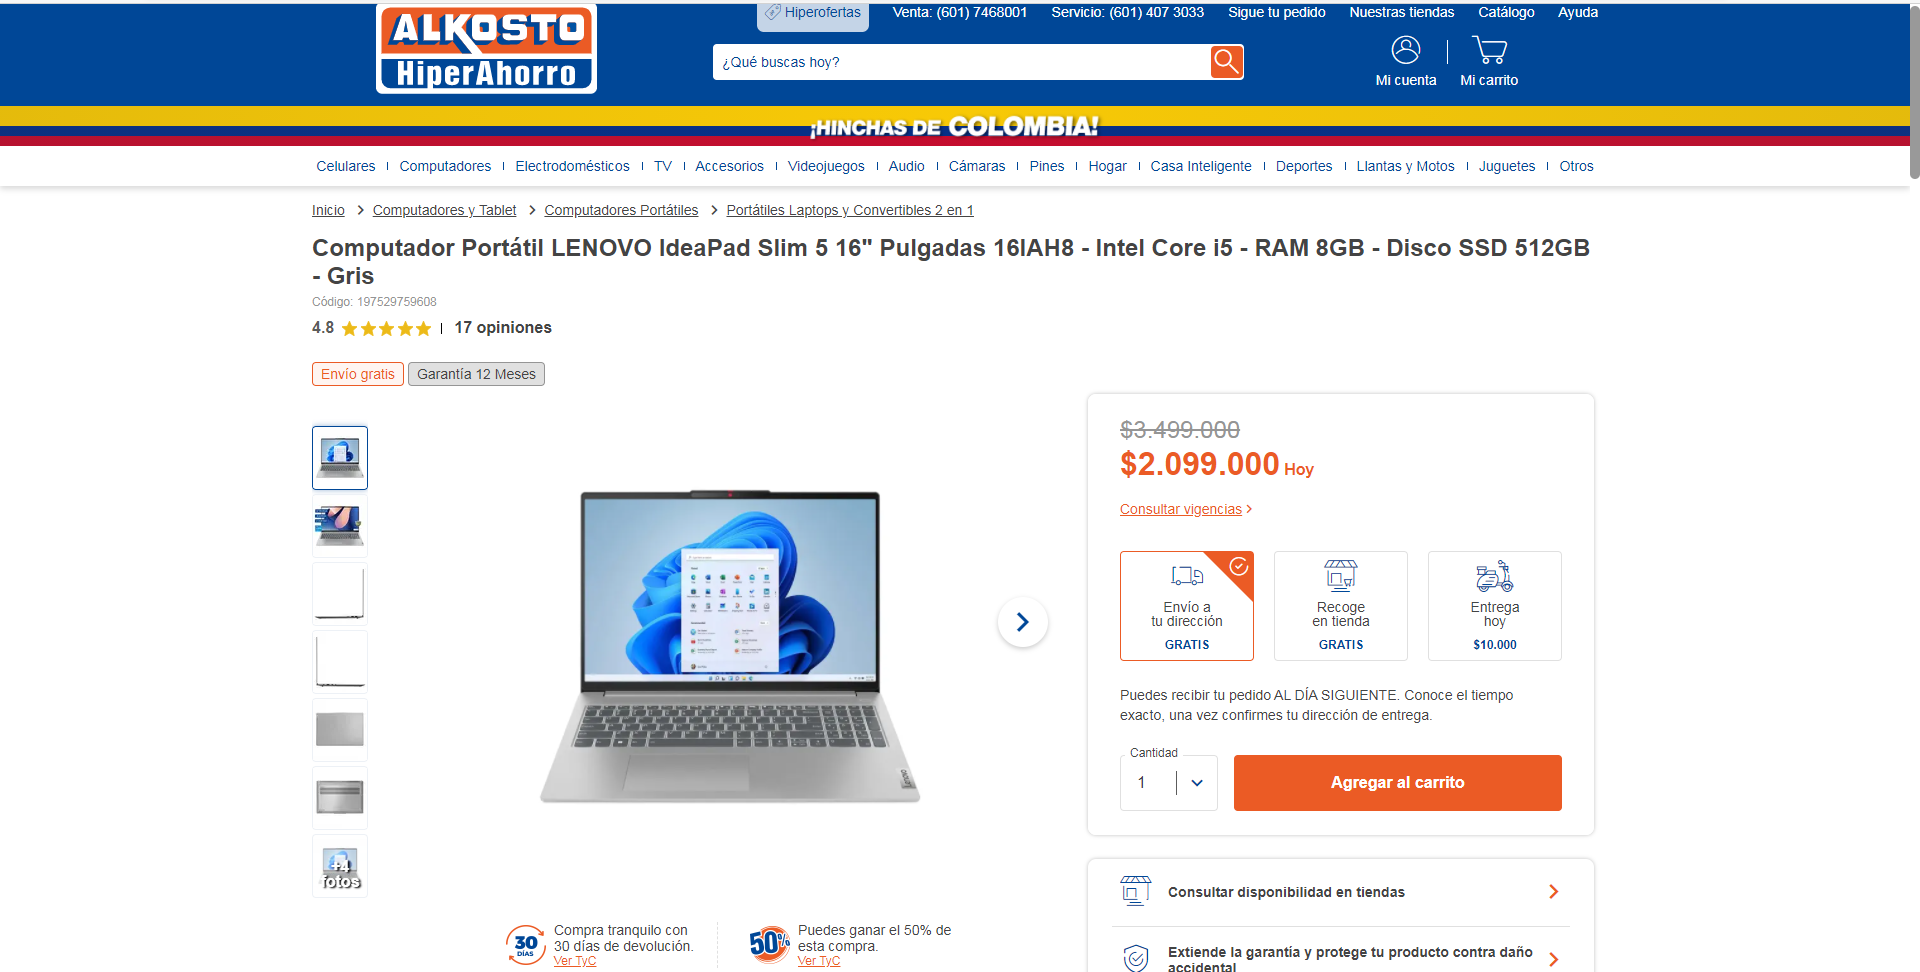 ALKOSTO
HiperAhorro
Hiperofertas
Venta: (601) 7468001
Servicio: (601) 407 3033
Sigue tu pedido
Nuestras tiendas
Catálogo
Ayuda
¿Qué buscas hoy?
Mi cuenta
Mi carrito
¡HINCHAS DE COLOMBIA!
Celulares
Computadores
Electrodomésticos
TV
Accesorios
Videojuegos
Audio
Cámaras
Pines
Hogar
Casa Inteligente
Deportes
Llantas y Motos
Juguetes
Otros
Inicio
Computadores y Tablet
Computadores Portátiles
Portátiles Laptops y Convertibles 2 en 1
Computador Portátil LENOVO IdeaPad Slim 5 16" Pulgadas 16IAH8 - Intel Core i5 - RAM 8GB - Disco SSD 512GB
- Gris
Código: 197529759608
4.8
17 opiniones
Envío gratis
Garantía 12 Meses
+4
fotos
Lenovo
$3.499.000
$2.099.000 Hoy
Consultar vigencias
Envío a
tu dirección
GRATIS
Recoge
en tienda
GRATIS
Entrega
hoy
$10.000
Puedes recibir tu pedido AL DÍA SIGUIENTE. Conoce el tiempo
exacto, una vez confirmes tu dirección de entrega.
Cantidad
1
Agregar al carrito
Consultar disponibilidad en tiendas
Extiende la garantía y protege tu producto contra daño
accidental
30
DÍAS
Compra tranquilo con
30 días de devolución.
Ver TyC
50%
Puedes ganar el 50% de
esta compra.
Ver TyC